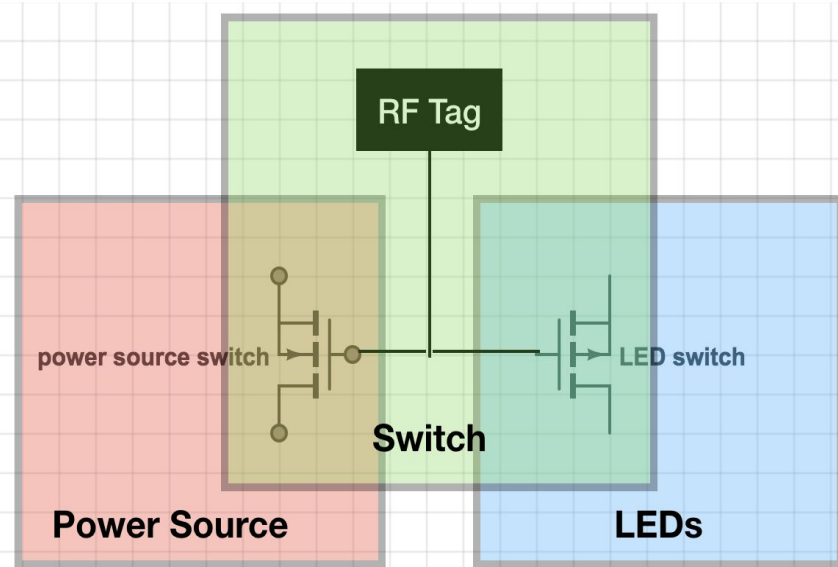 RF Tag
power source switch
LED switch
Switch
Power Source
LEDs